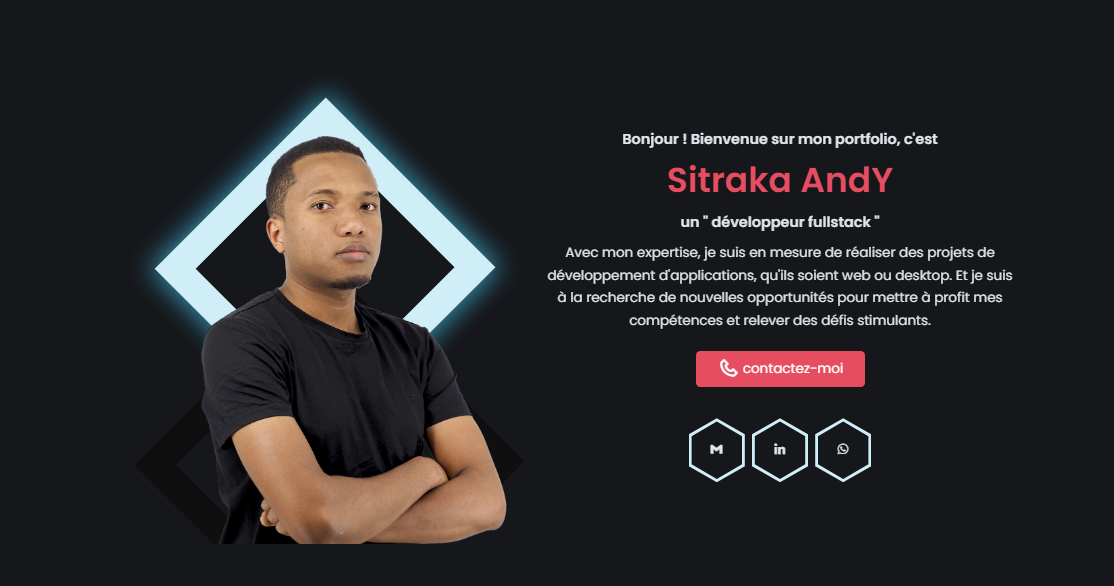 Bonjour ! Bienvenue sur mon portfolio, c'est
Sitraka AndY
un " développeur fullstack "
Avec mon expertise, je suis en mesure de réaliser des projets de
développement d'applications, qu'ils soient web ou desktop. Et je suis
à la recherche de nouvelles opportunités pour mettre à profit mes
compétences et relever des défis stimulants.
contactez-moi
in